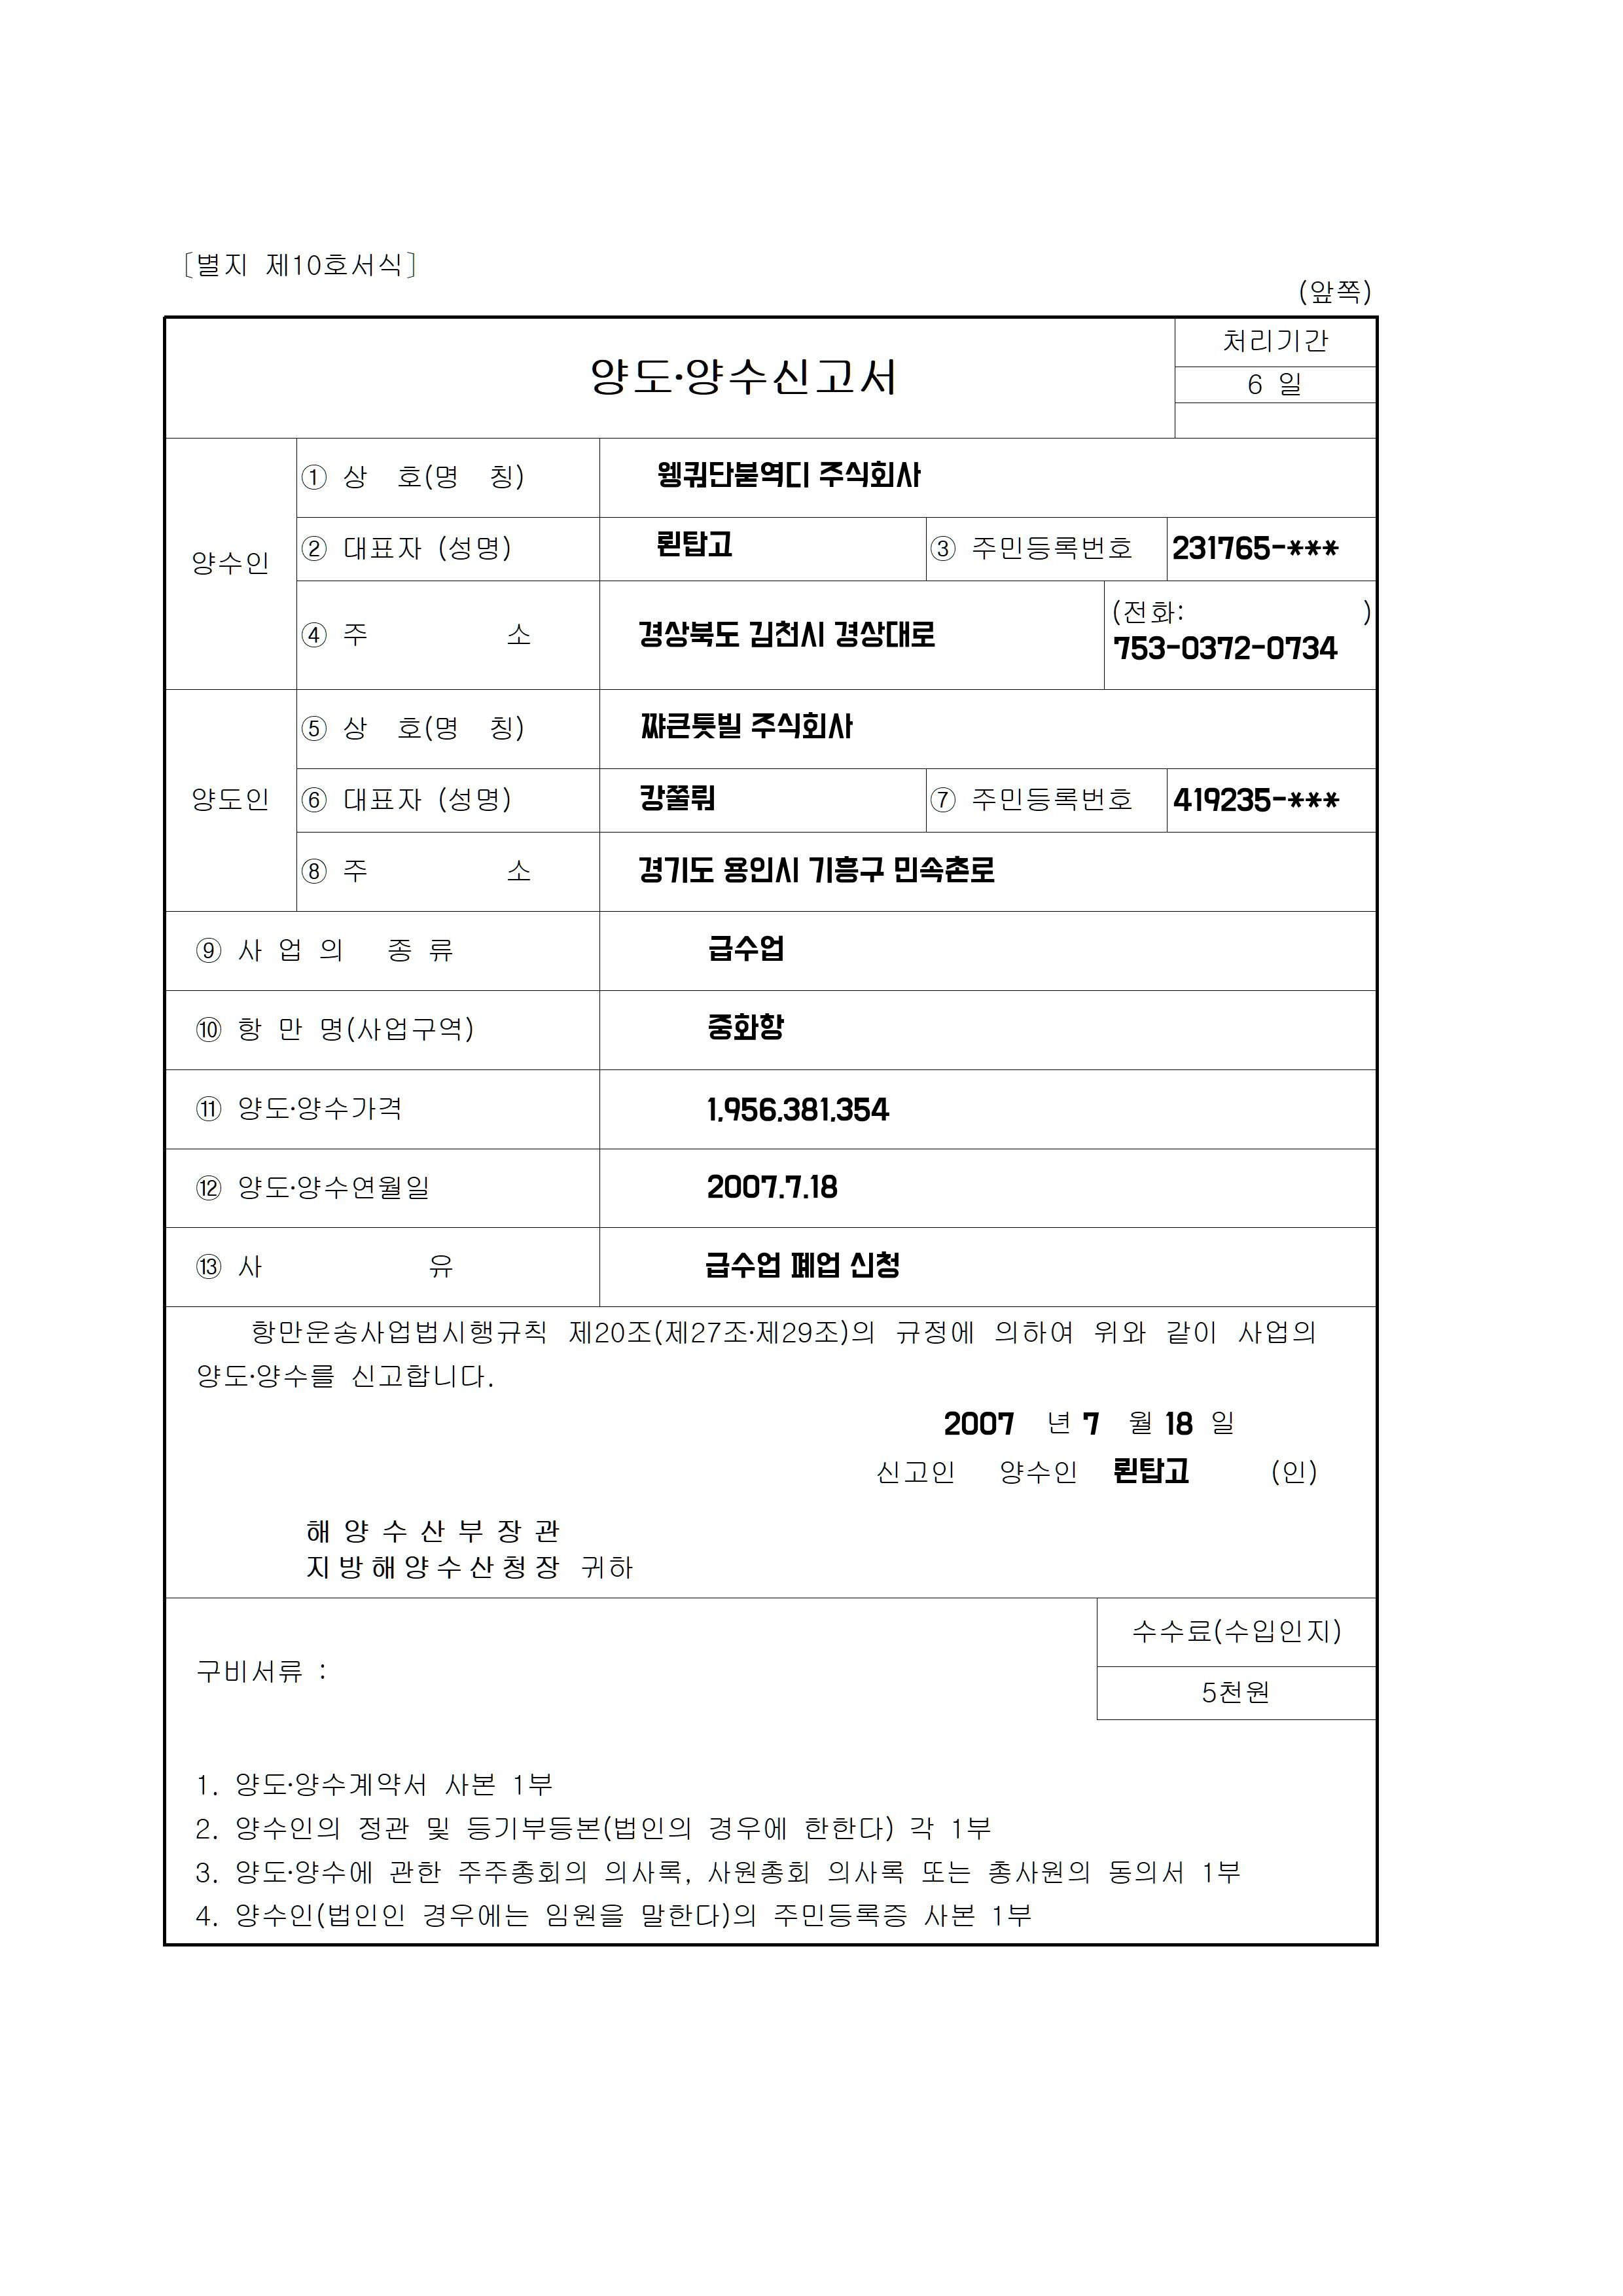 [별지 제10호서식]
(앞쪽)
양도·양수신고서
처리기간
6 일
양수인
① 상 호(명 칭)
웽쿼단붇역디 주식회사
② 대표자 (성명)
뢴탑고
③ 주민등록번호
231765-***
④ 주 소
경상북도 김천시 경상대로
(전화: )
753-0372-0734
양도인
⑤ 상 호(명 칭)
쨔큰툿빌 주식회사
⑥ 대표자 (성명)
캉쭐뤄
⑦ 주민등록번호
419235-***
⑧ 주 소
경기도 용인시 기흥구 민속촌로
⑨ 사 업 의 종 류
급수업
⑩ 항 만 명(사업구역)
중화항
⑪ 양도·양수가격
1,956,381,354
⑫ 양도·양수연월일
2007.7.18
⑬ 사 유
급수업 폐업 신청
항만운송사업법시행규칙 제20조(제27조·제29조)의 규정에 의하여 위와 같이 사업의
양도·양수를 신고합니다.
2007 년 7 월 18 일
신고인 양수인 뢴탑고 (인)
해 양 수 산 부 장 관
지 방 해 양 수 산 청 장 귀하
구비서류 :
수수료(수입인지)
5천원
1. 양도·양수계약서 사본 1부
2. 양수인의 정관 및 등기부등본(법인의 경우에 한한다) 각 1부
3. 양도·양수에 관한 주주총회의 의사록, 사원총회 의사록 또는 총사원의 동의서 1부
4. 양수인(법인인 경우에는 임원을 말한다)의 주민등록증 사본 1부